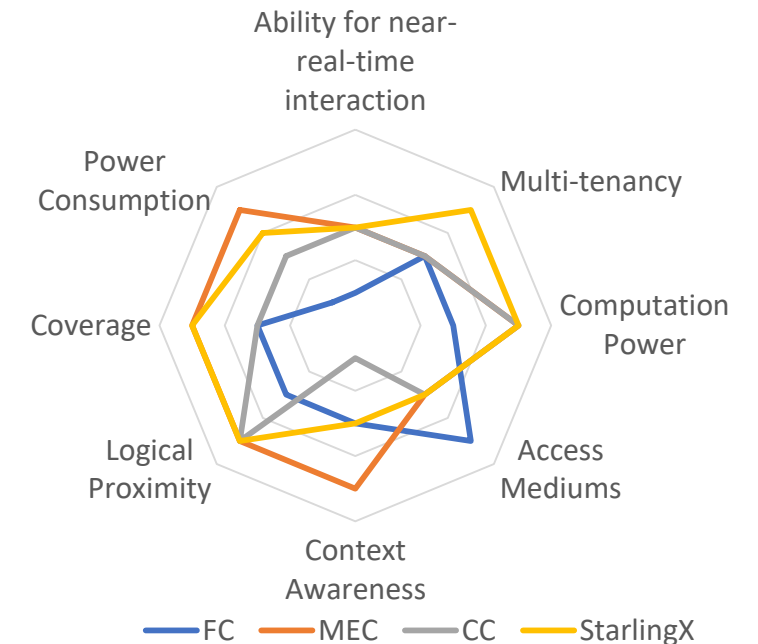 Ability for near-
real-time
interaction
Power
Consumption
Multi-tenancy
Coverage
Computation
Power
Logical
Proximity
Access
Mediums
Context
Awareness
FC MEC CC StarlingX